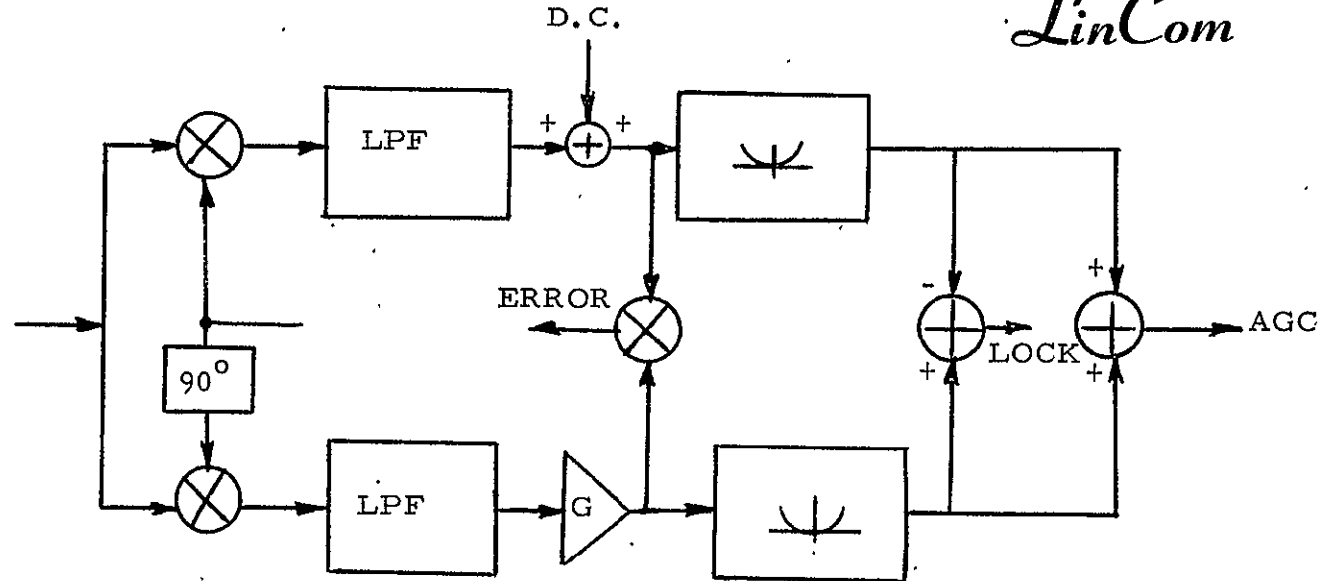 LinCom
D.C.
+
+
LPF
ERROR
90°
LPF
G
-
+
LOCK
+
+
AGC